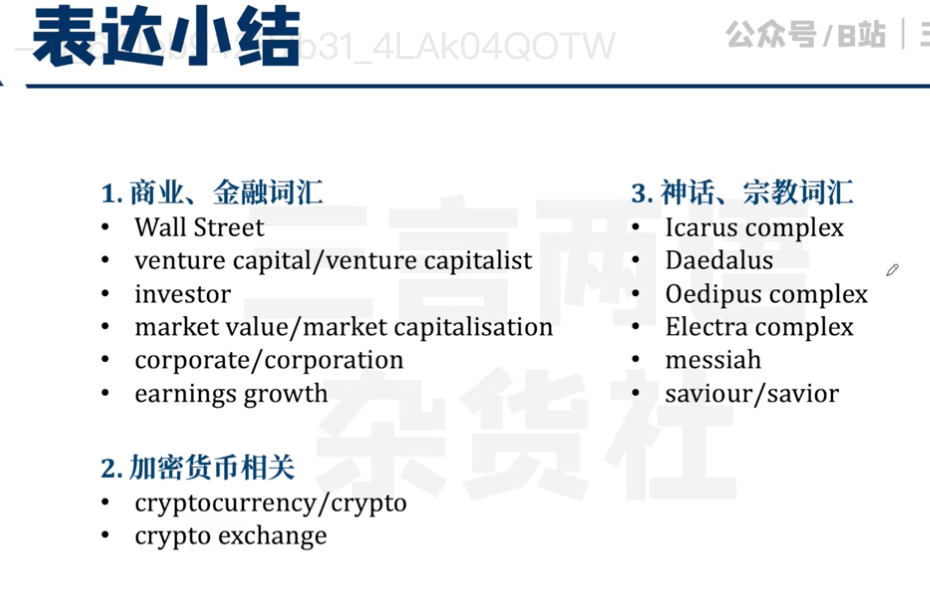 表达小结
公众号/B站
1. 商业、金融词汇
• Wall Street
• venture capital/venture capitalist
• investor
• market value/market capitalisation
• corporate/corporation
• earnings growth
2. 加密货币相关
• cryptocurrency/crypto
• crypto exchange
3. 神话、宗教词汇
• Icarus complex
• Daedalus
• Oedipus complex
• Electra complex
• messiah
• saviour/savior
三言两语
杂货社